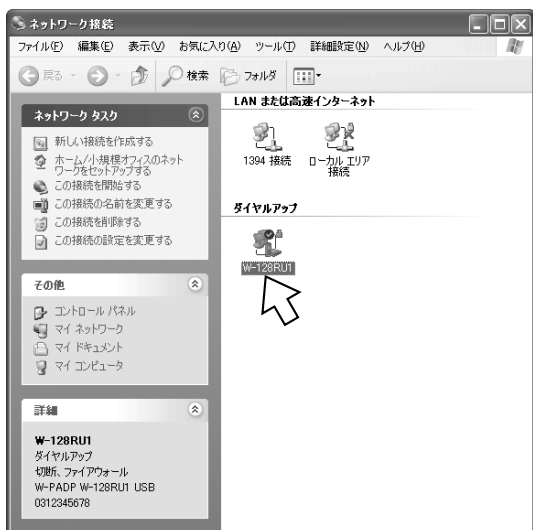 ネットワーク接続
ファイル(F) 編集(E) 表示(V) お気に入り(A) ツール(T) 詳細設定(N) ヘルプ(H)
戻る 検索 フォルダ
ネットワーク タスク
新しい接続を作成する
ホーム/小規模オフィスのネット
ワークをセットアップする
この接続を開始する
この接続の名前を変更する
この接続を削除する
この接続の設定を変更する
その他
コントロール パネル
マイ ネットワーク
マイ ドキュメント
マイ コンピュータ
詳細
W-128RU1
ダイヤルアップ
切断、ファイアウォール
W-PADP W-128RU1 USB
0312345678
LAN または高速インターネット
1394 接続
ローカル エリア
接続
ダイヤルアップ
W-128RU1